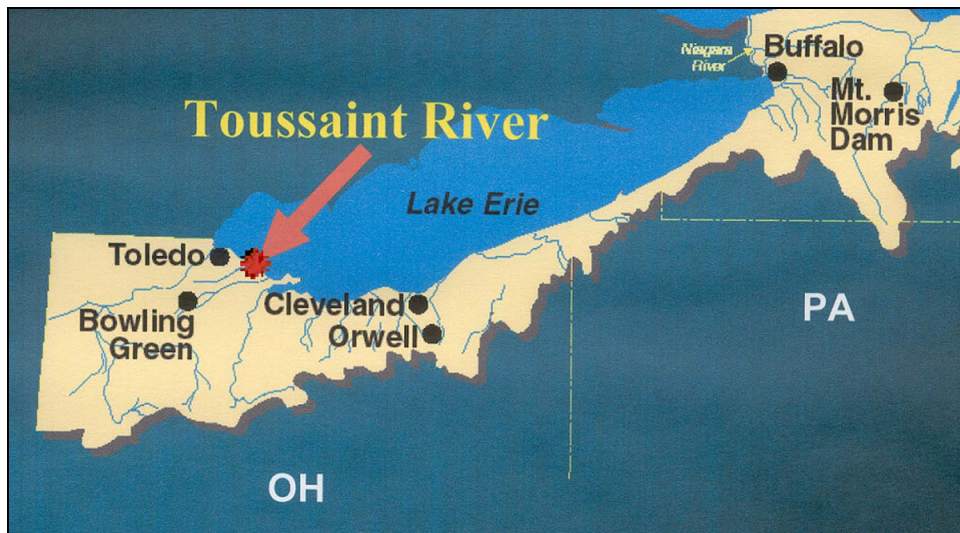 Niagara
River
Buffalo
Mt.
Morris
Dam
Toussaint River
Lake Erie
Toledo
Bowling
Green
Cleveland
Orwell
PA
OH